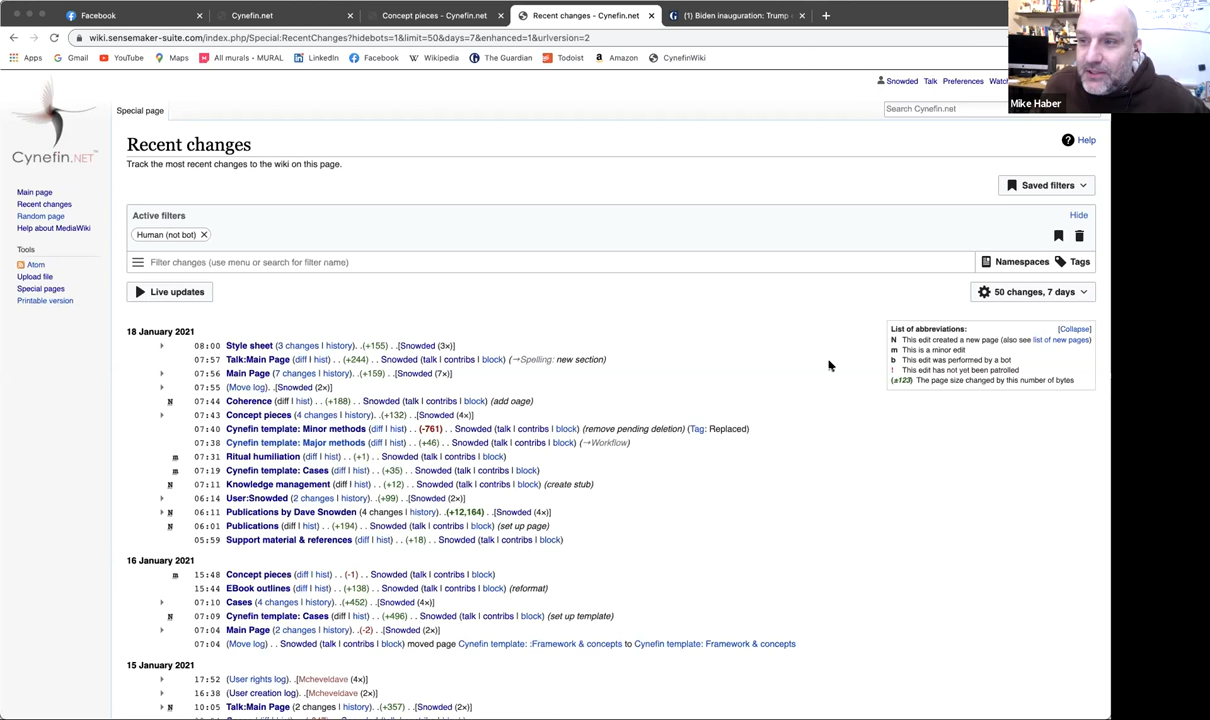 Facebook
Cynefin.net
Concept pieces - Cynefin.net
Recent changes - Cynefin.net
(1) Biden inauguration: Trump
wiki.sensemaker-suite.com/index.php/Special:RecentChanges?hidebots=1&limit=50&days=7&enhanced=1&urlversion=2
Apps Gmail YouTube Maps All murals - MURAL LinkedIn Facebook Wikipedia The Guardian Todoist Amazon CynefinWiki
Mike Haber
Snowded Talk Preferences Watc
Special page
Search Cynefin.net
Cynefin.NET
Recent changes
Help
Track the most recent changes to the wiki on this page.
Main page
Recent changes
Random page
Help about MediaWiki
Tools
Atom
Upload file
Special pages
Printable version
Saved filters
Active filters
Hide
Human (not bot)
Filter changes (use menu or search for filter name)
Namespaces Tags
Live updates
50 changes, 7 days
List of abbreviations: [Collapse]
N This edit created a new page (also see list of new pages)
m This is a minor edit
b This edit was performed by a bot
! This edit has not yet been patrolled
(±123) The page size changed by this number of bytes
18 January 2021
08:00 Style sheet (3 changes | history) . .(+155) . .[Snowded (3×)]
07:57 Talk:Main Page (diff | hist) . . (+244) . . Snowded (talk | contribs | block) (→Spelling: new section)
07:56 Main Page (7 changes | history) . .(+159) . .[Snowded (7×)]
07:55 (Move log) . .[Snowded (2×)]
N 07:44 Coherence (diff | hist) . . (+188) . . Snowded (talk | contribs | block) (add oage)
07:43 Concept pieces (4 changes | history) . .(+132) . .[Snowded (4×)]
07:40 Cynefin template: Minor methods (diff | hist) . . (-761) . . Snowded (talk | contribs | block) (remove pending deletion) (Tag: Replaced)
07:38 Cynefin template: Major methods (diff | hist) . . (+46) . . Snowded (talk | contribs | block) (→Workflow)
m 07:31 Ritual humiliation (diff | hist) . . (+1) . . Snowded (talk | contribs | block)
m 07:19 Cynefin template: Cases (diff | hist) . . (+35) . . Snowded (talk | contribs | block)
N 07:11 Knowledge management (diff | hist) . . (+12) . . Snowded (talk | contribs | block) (create stub)
06:14 User:Snowded (2 changes | history) . .(+99) . .[Snowded (2×)]
N 06:11 Publications by Dave Snowden (4 changes | history) . .(+12,164) . .[Snowded (4×)]
N 06:01 Publications (diff | hist) . . (+194) . . Snowded (talk | contribs | block) (set up page)
05:59 Support material & references (diff | hist) . . (+18) . . Snowded (talk | contribs | block)
16 January 2021
m 15:48 Concept pieces (diff | hist) . . (-1) . . Snowded (talk | contribs | block)
15:44 EBook outlines (diff | hist) . . (+138) . . Snowded (talk | contribs | block) (reformat)
07:10 Cases (4 changes | history) . .(+452) . .[Snowded (4×)]
N 07:09 Cynefin template: Cases (diff | hist) . . (+496) . . Snowded (talk | contribs | block) (set up template)
07:04 Main Page (2 changes | history) . .(-2) . .[Snowded (2×)]
07:04 (Move log) . . Snowded (talk | contribs | block) moved page Cynefin template: :Framework & concepts to Cynefin template: Framework & concepts
15 January 2021
17:52 (User rights log) . .[Mcheveldave (4×)]
16:38 (User creation log) . .[Mcheveldave (2×)]
N 10:05 Talk:Main Page (2 changes | history) . .(+357) . .[Snowded (2×)]